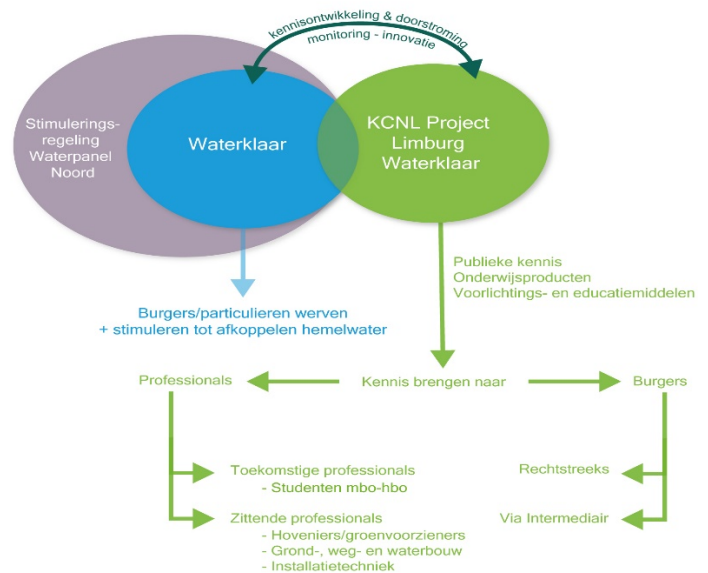 kennisontwikkeling & doorstroming
monitoring - innovatie
Stimulerings-
regeling
Waterpanel
Noord
Waterklaar
KCNL Project
Limburg
Waterklaar
Publieke kennis
Onderwijsproducten
Voorlichtings- en educatiemiddelen
Burgers/particulieren werven
+ stimuleren tot afkoppelen hemelwater
Professionals
Kennis brengen naar
Burgers
Toekomstige professionals
- Studenten mbo-hbo
Rechtstreeks
Zittende professionals
- Hoveniers/groenvoorzieners
- Grond-, weg- en waterbouw
- Installatietechniek
Via Intermediair